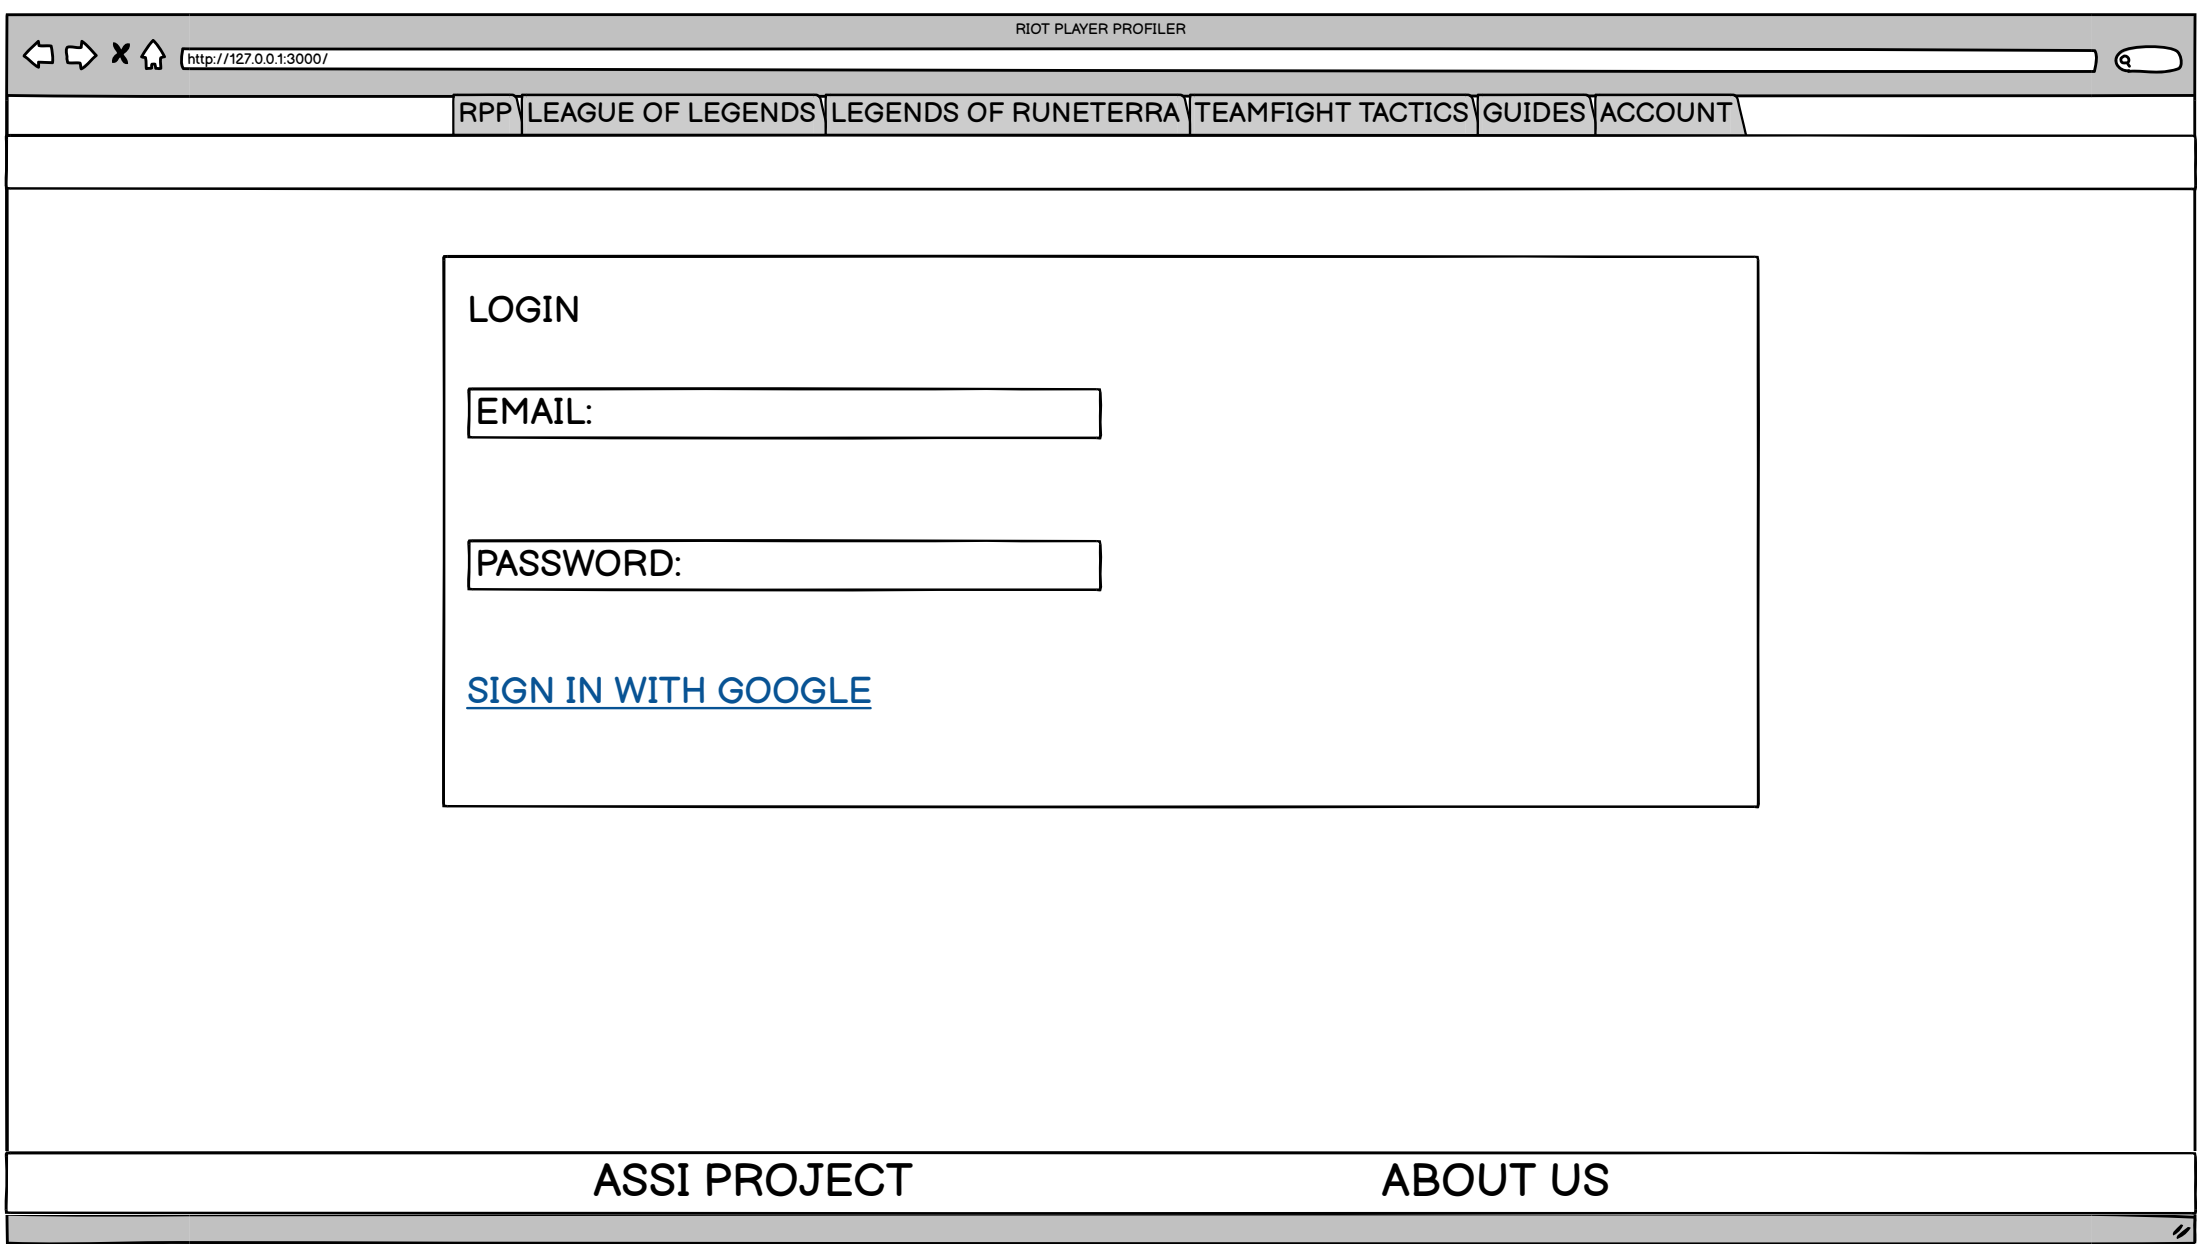 RIOT PLAYER PROFILER
http://127.0.0.1:3000/
RPP LEAGUE OF LEGENDS LEGENDS OF RUNETERRA TEAMFIGHT TACTICS GUIDES ACCOUNT
LOGIN
EMAIL:
PASSWORD:
SIGN IN WITH GOOGLE
ASSI PROJECT ABOUT US